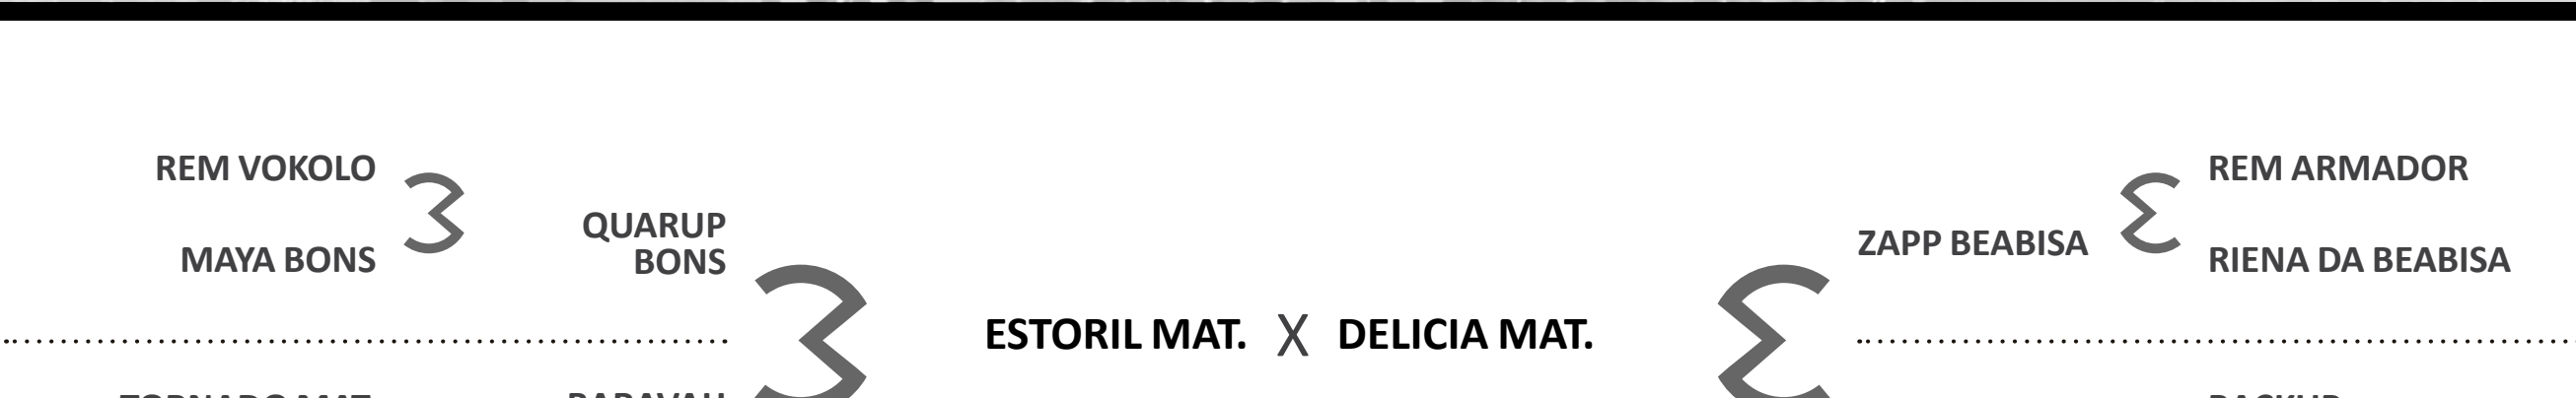 REM VOKOLO
MAYA BONS
QUARUP
BONS
ESTORIL MAT. X DELICIA MAT.
ZAPP BEABISA
REM ARMADOR
RIENA DA BEABISA